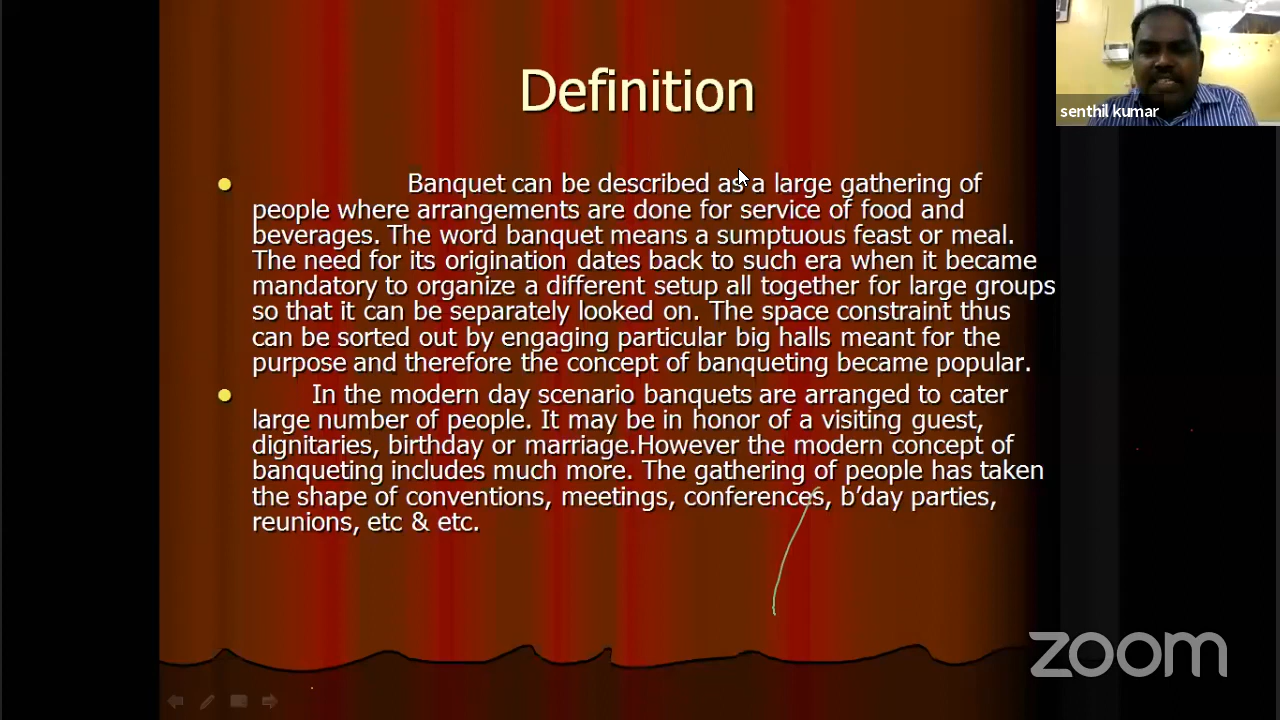 Definition
senthil kumar
Banquet can be described as a large gathering of
people where arrangements are done for service of food and
beverages. The word banquet means a sumptuous feast or meal.
The need for its origination dates back to such era when it became
mandatory to organize a different setup all together for large groups
so that it can be separately looked on. The space constraint thus
can be sorted out by engaging particular big halls meant for the
purpose and therefore the concept of banqueting became popular.
In the modern day scenario banquets are arranged to cater
large number of people. It may be in honor of a visiting guest,
dignitaries, birthday or marriage.However the modern concept of
banqueting includes much more. The gathering of people has taken
the shape of conventions, meetings, conferences, b’day parties,
reunions, etc & etc.
zoom